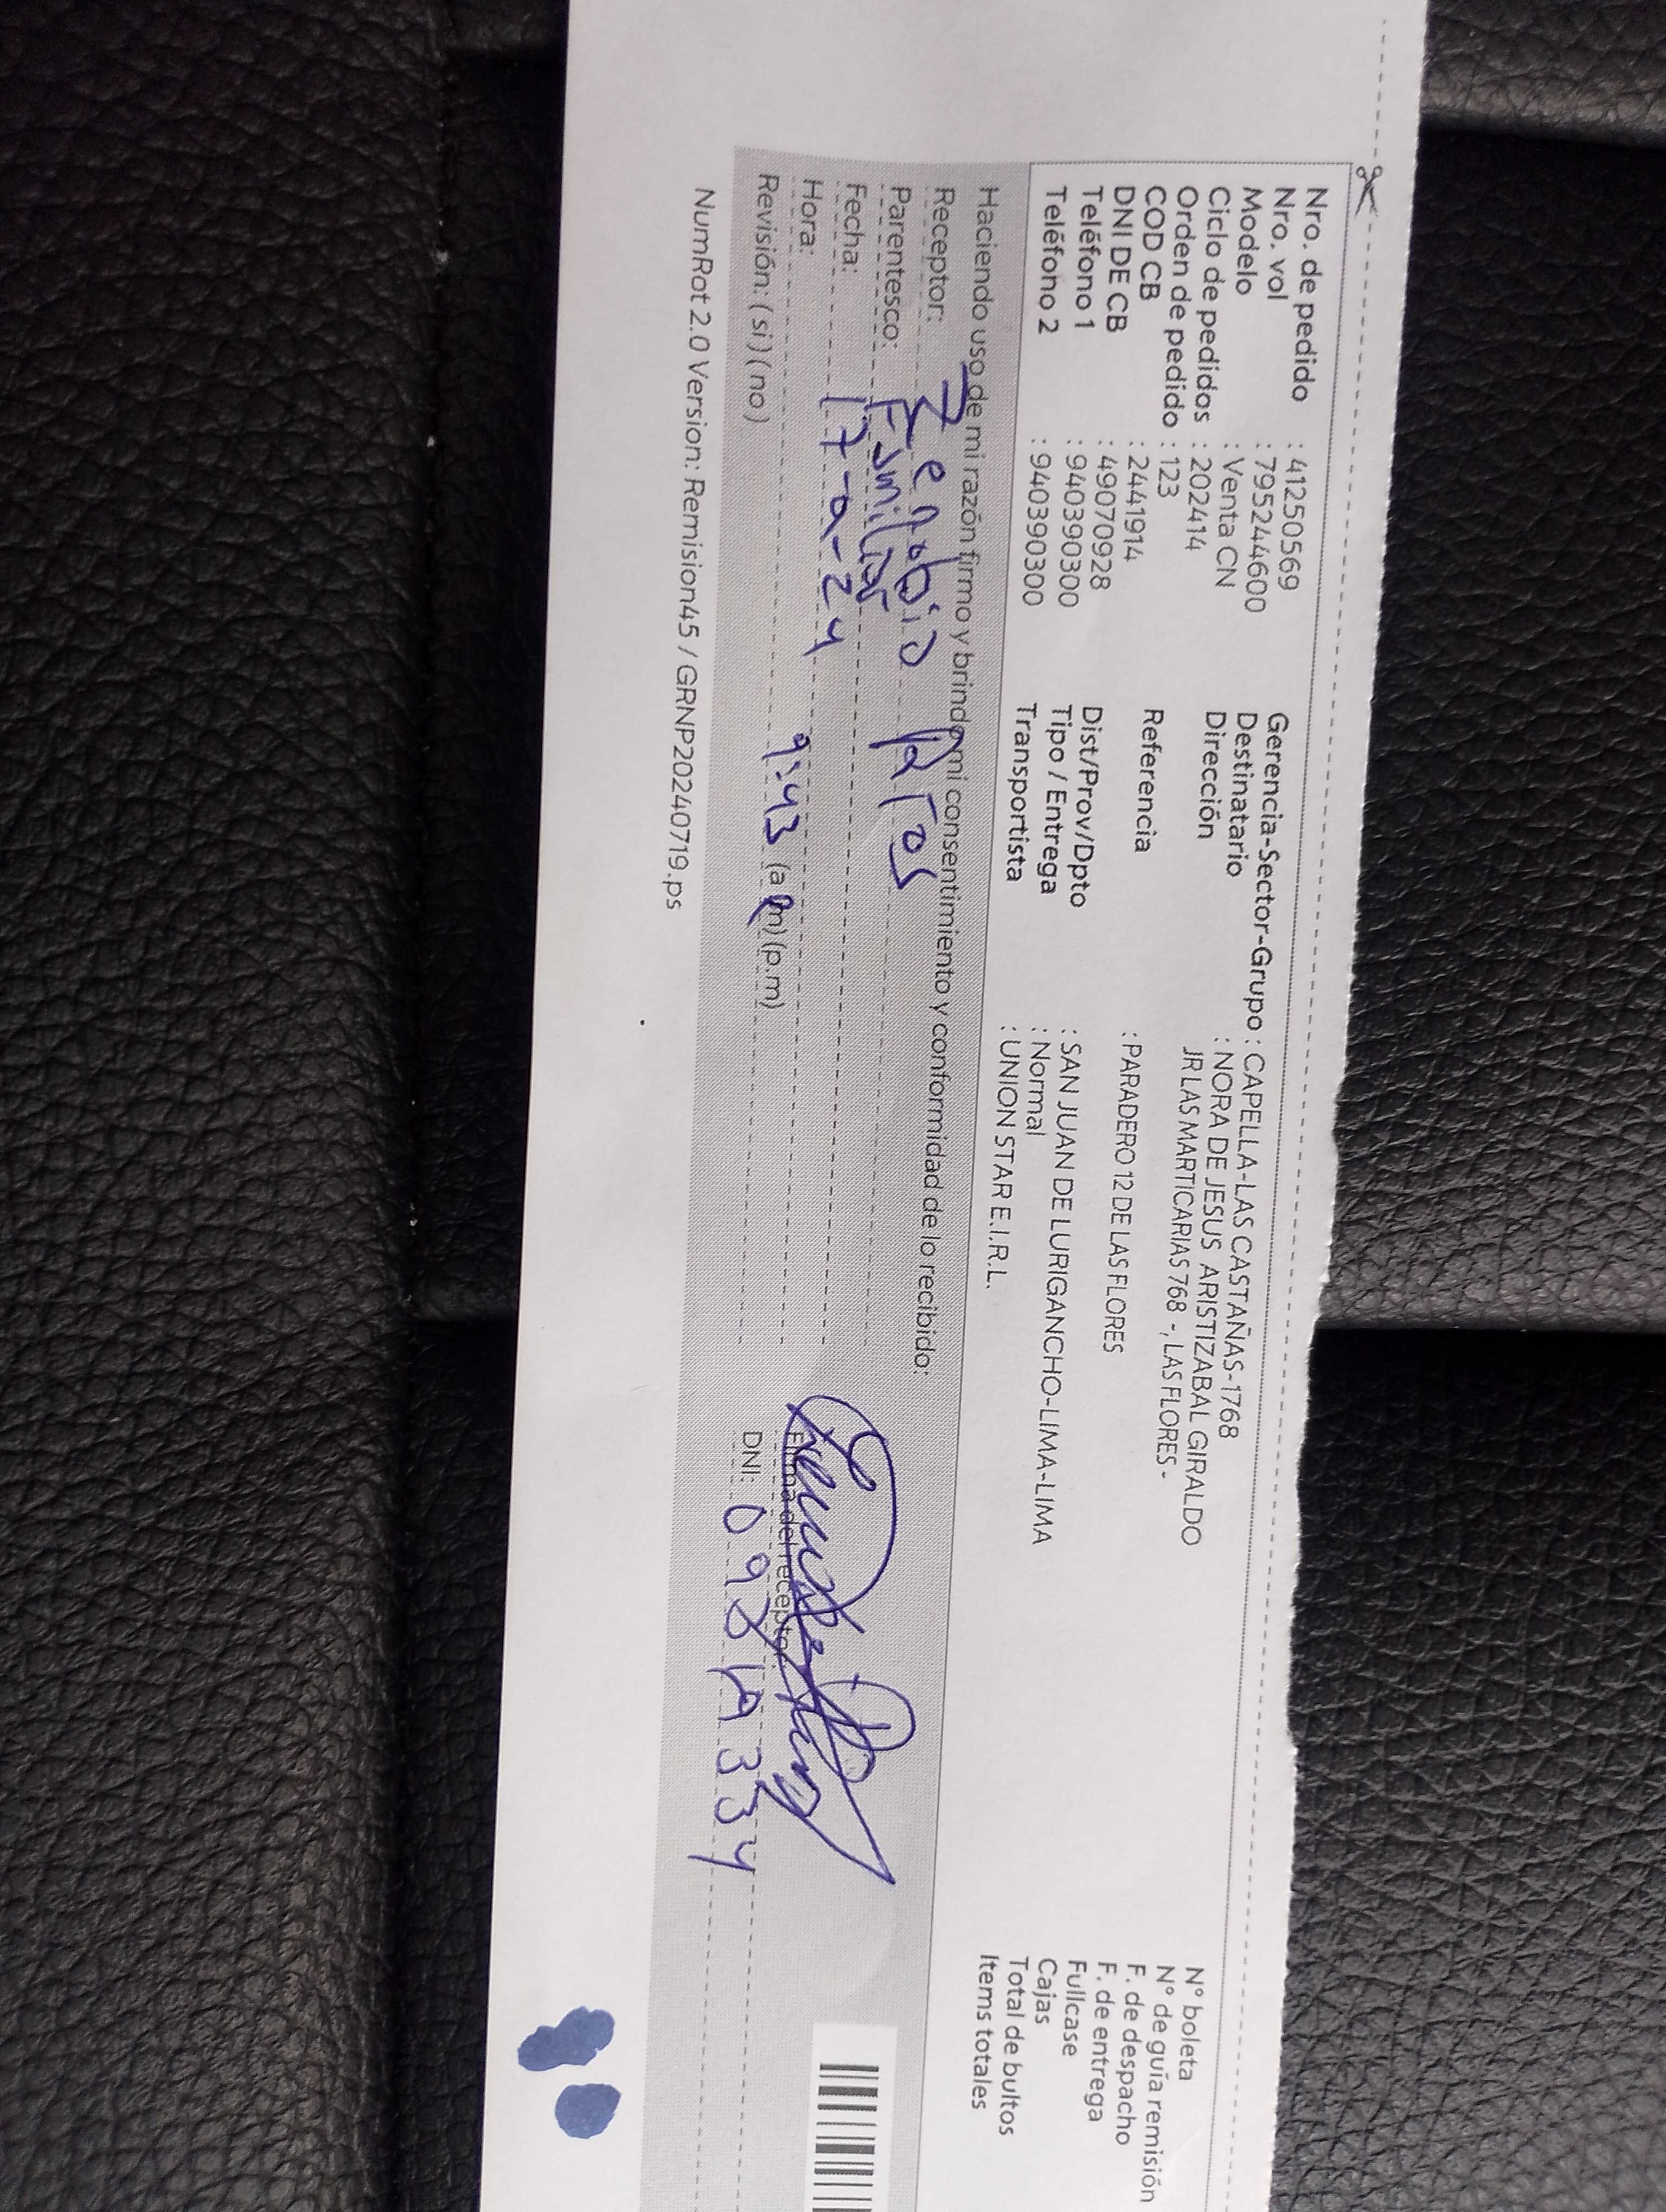 Nro. de pedido : 41250569
Nro. vol : 795244600
Modelo : Venta CN
Ciclo de pedidos : 202414
Orden de pedido : 123
COD CB : 2441914
DNI DE CB : 49070928
Teléfono 1 : 940390300
Teléfono 2 : 940390300
Gerencia-Sector-Grupo : CAPELLA-LAS CASTAÑAS-1768
Destinatario : NORA DE JESUS ARISTIZABAL GIRALDO
Dirección JR LAS MARTICARIAS 768 -, LAS FLORES -
Referencia : PARADERO 12 DE LAS FLORES
Dist/Prov/Dpto : SAN JUAN DE LURIGANCHO-LIMA-LIMA
Tipo / Entrega : Normal
Transportista : UNION STAR E.I.R.L.
N° boleta
N° de guía remisión
F. de despacho
F. de entrega
Fullcase
Cajas
Total de bultos
Items totales
Haciendo uso de mi razón firmo y brindo mi consentimiento y conformidad de lo recibido:
Receptor: Zenobio Rios
Parentesco: Familiar
Fecha: 17-9-24
Hora: 9:43 (a.m) (p.m)
Revisión: (si) (no)
Firma del receptor
DNI:
NumRot 2.0 Version: Remision45 / GRNP20240719.ps